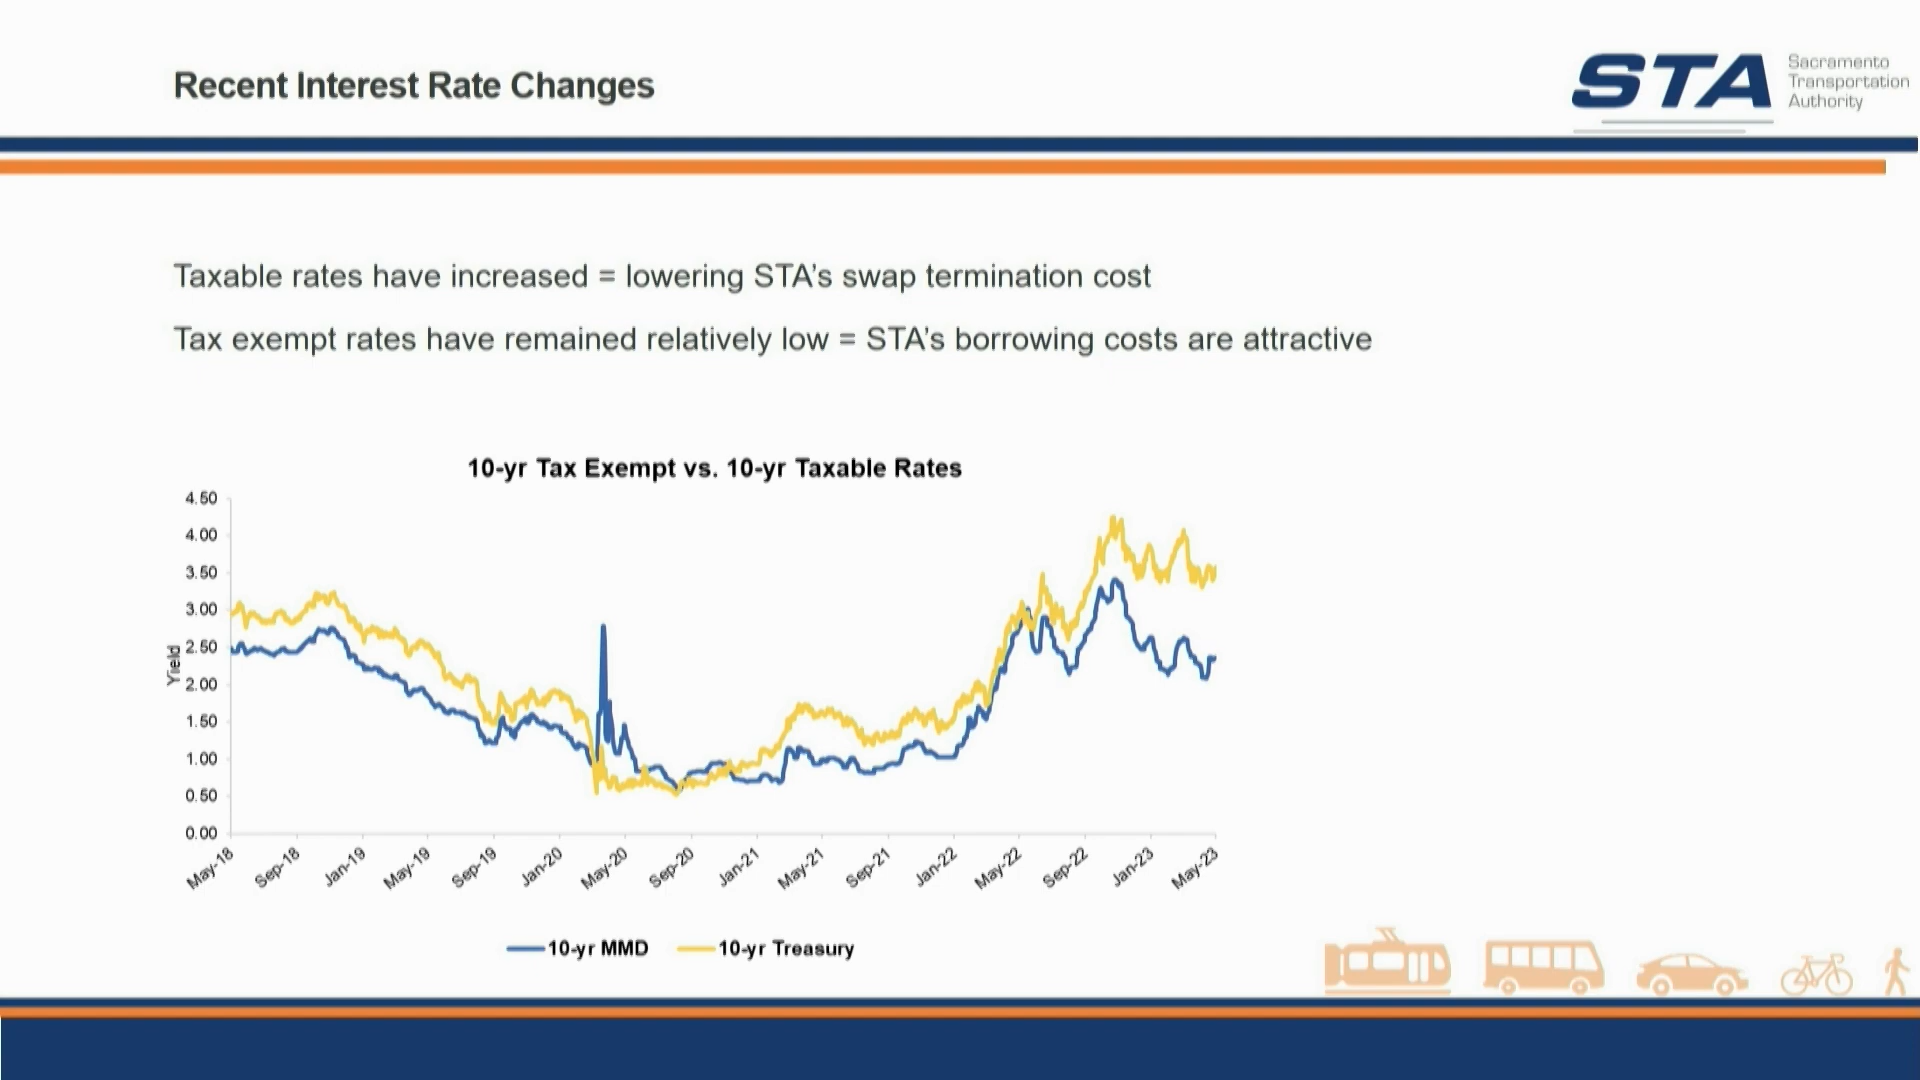 Recent Interest Rate Changes
STA
Sacramento
Transportation
Authority
Taxable rates have increased = lowering STA’s swap termination cost
Tax exempt rates have remained relatively low = STA’s borrowing costs are attractive
10-yr Tax Exempt vs. 10-yr Taxable Rates
Yield
4.50
4.00
3.50
3.00
2.50
2.00
1.50
1.00
0.50
0.00
May-18
Sep-18
Jan-19
May-19
Sep-19
Jan-20
May-20
Sep-20
Jan-21
May-21
Sep-21
Jan-22
May-22
Sep-22
Jan-23
May-23
10-yr MMD
10-yr Treasury